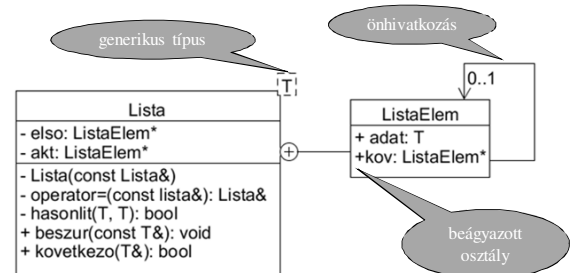 generikus típus
önhivatkozás
T
0..1
Lista
- elso: ListaElem*
- akt: ListaElem*
- Lista(const Lista&)
- operator=(const lista&): Lista&
- hasonlit(T, T): bool
+ beszur(const T&): void
+ kovetkezo(T&): bool
ListaElem
+ adat: T
+kov: ListaElem*
beágyazott
osztály